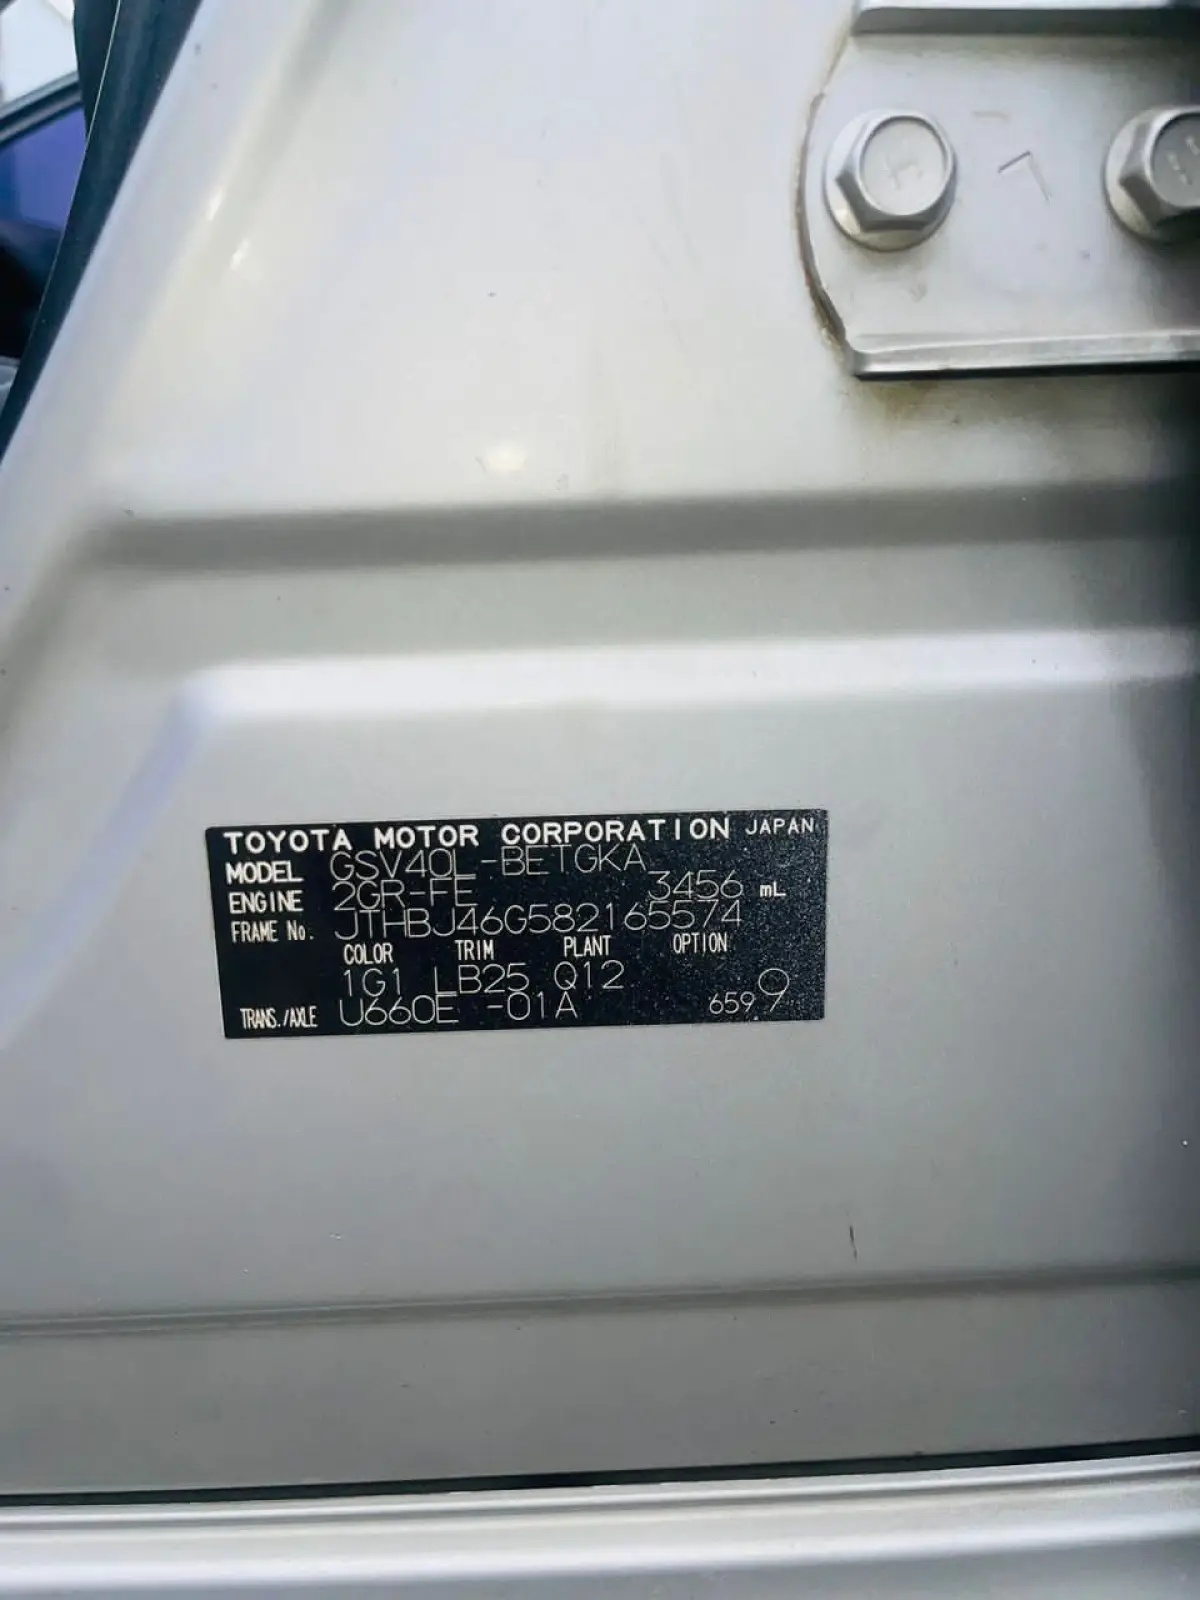 TOYOTA MOTOR CORPORATION JAPAN
MODEL GSV40L-BETGKA
ENGINE 2GR-FE 3456 mL
FRAME No. JTHBJ46G582165574
COLOR TRIM PLANT OPTION
1G1 LB25 Q12
TRANS./AXLE U660E -01A 659 9